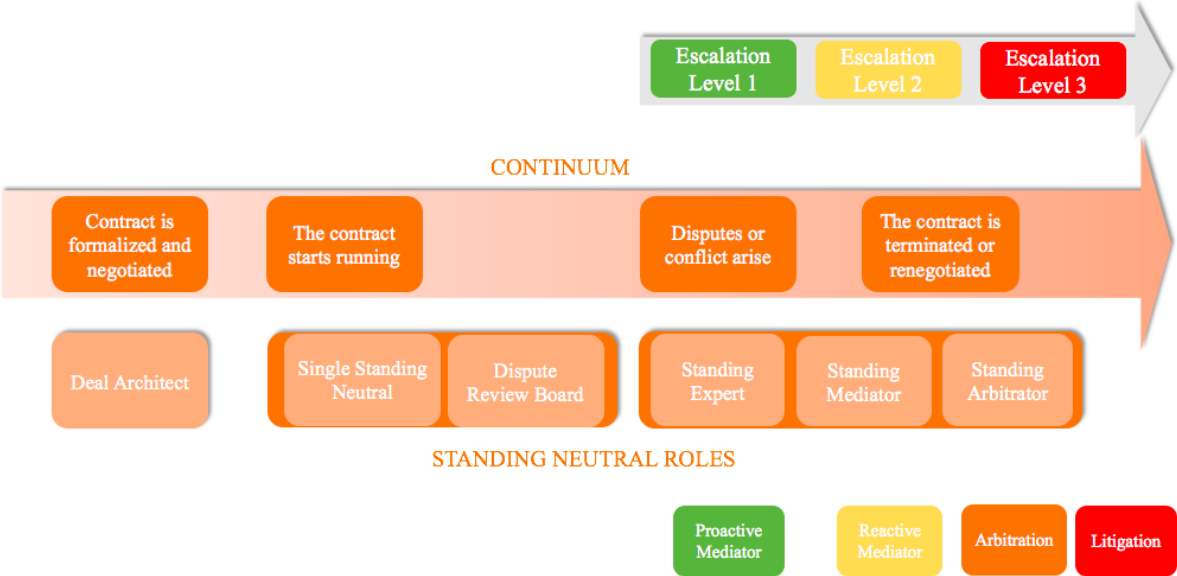 Escalation
Level 1
Escalation
Level 2
Escalation
Level 3
CONTINUUM
Contract is
formalized and
negotiated
The contract
starts running
Disputes or
conflict arise
The contract is
terminated or
renegotiated
Deal Architect
Single Standing
Neutral
Dispute
Review Board
Standing
Expert
Standing
Mediator
Standing
Arbitrator
STANDING NEUTRAL ROLES
Proactive
Mediator
Reactive
Mediator
Arbitration
Litigation